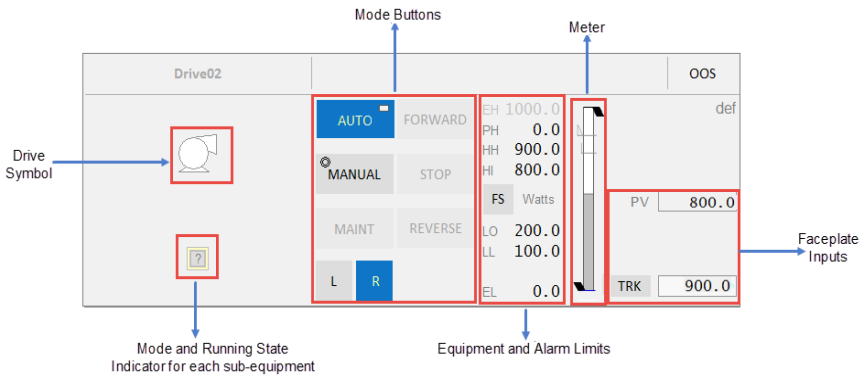 Mode Buttons
Meter
Drive02
OOS
AUTO
FORWARD
EH 1000.0
def
PH 0.0
HH 900.0
HI 800.0
Drive
Symbol
MANUAL
STOP
FS Watts
PV 800.0
MAINT
REVERSE
LO 200.0
LL 100.0
Faceplate
Inputs
?
L
R
EL 0.0
TRK 900.0
Mode and Running State
Indicator for each sub-equipment
Equipment and Alarm Limits